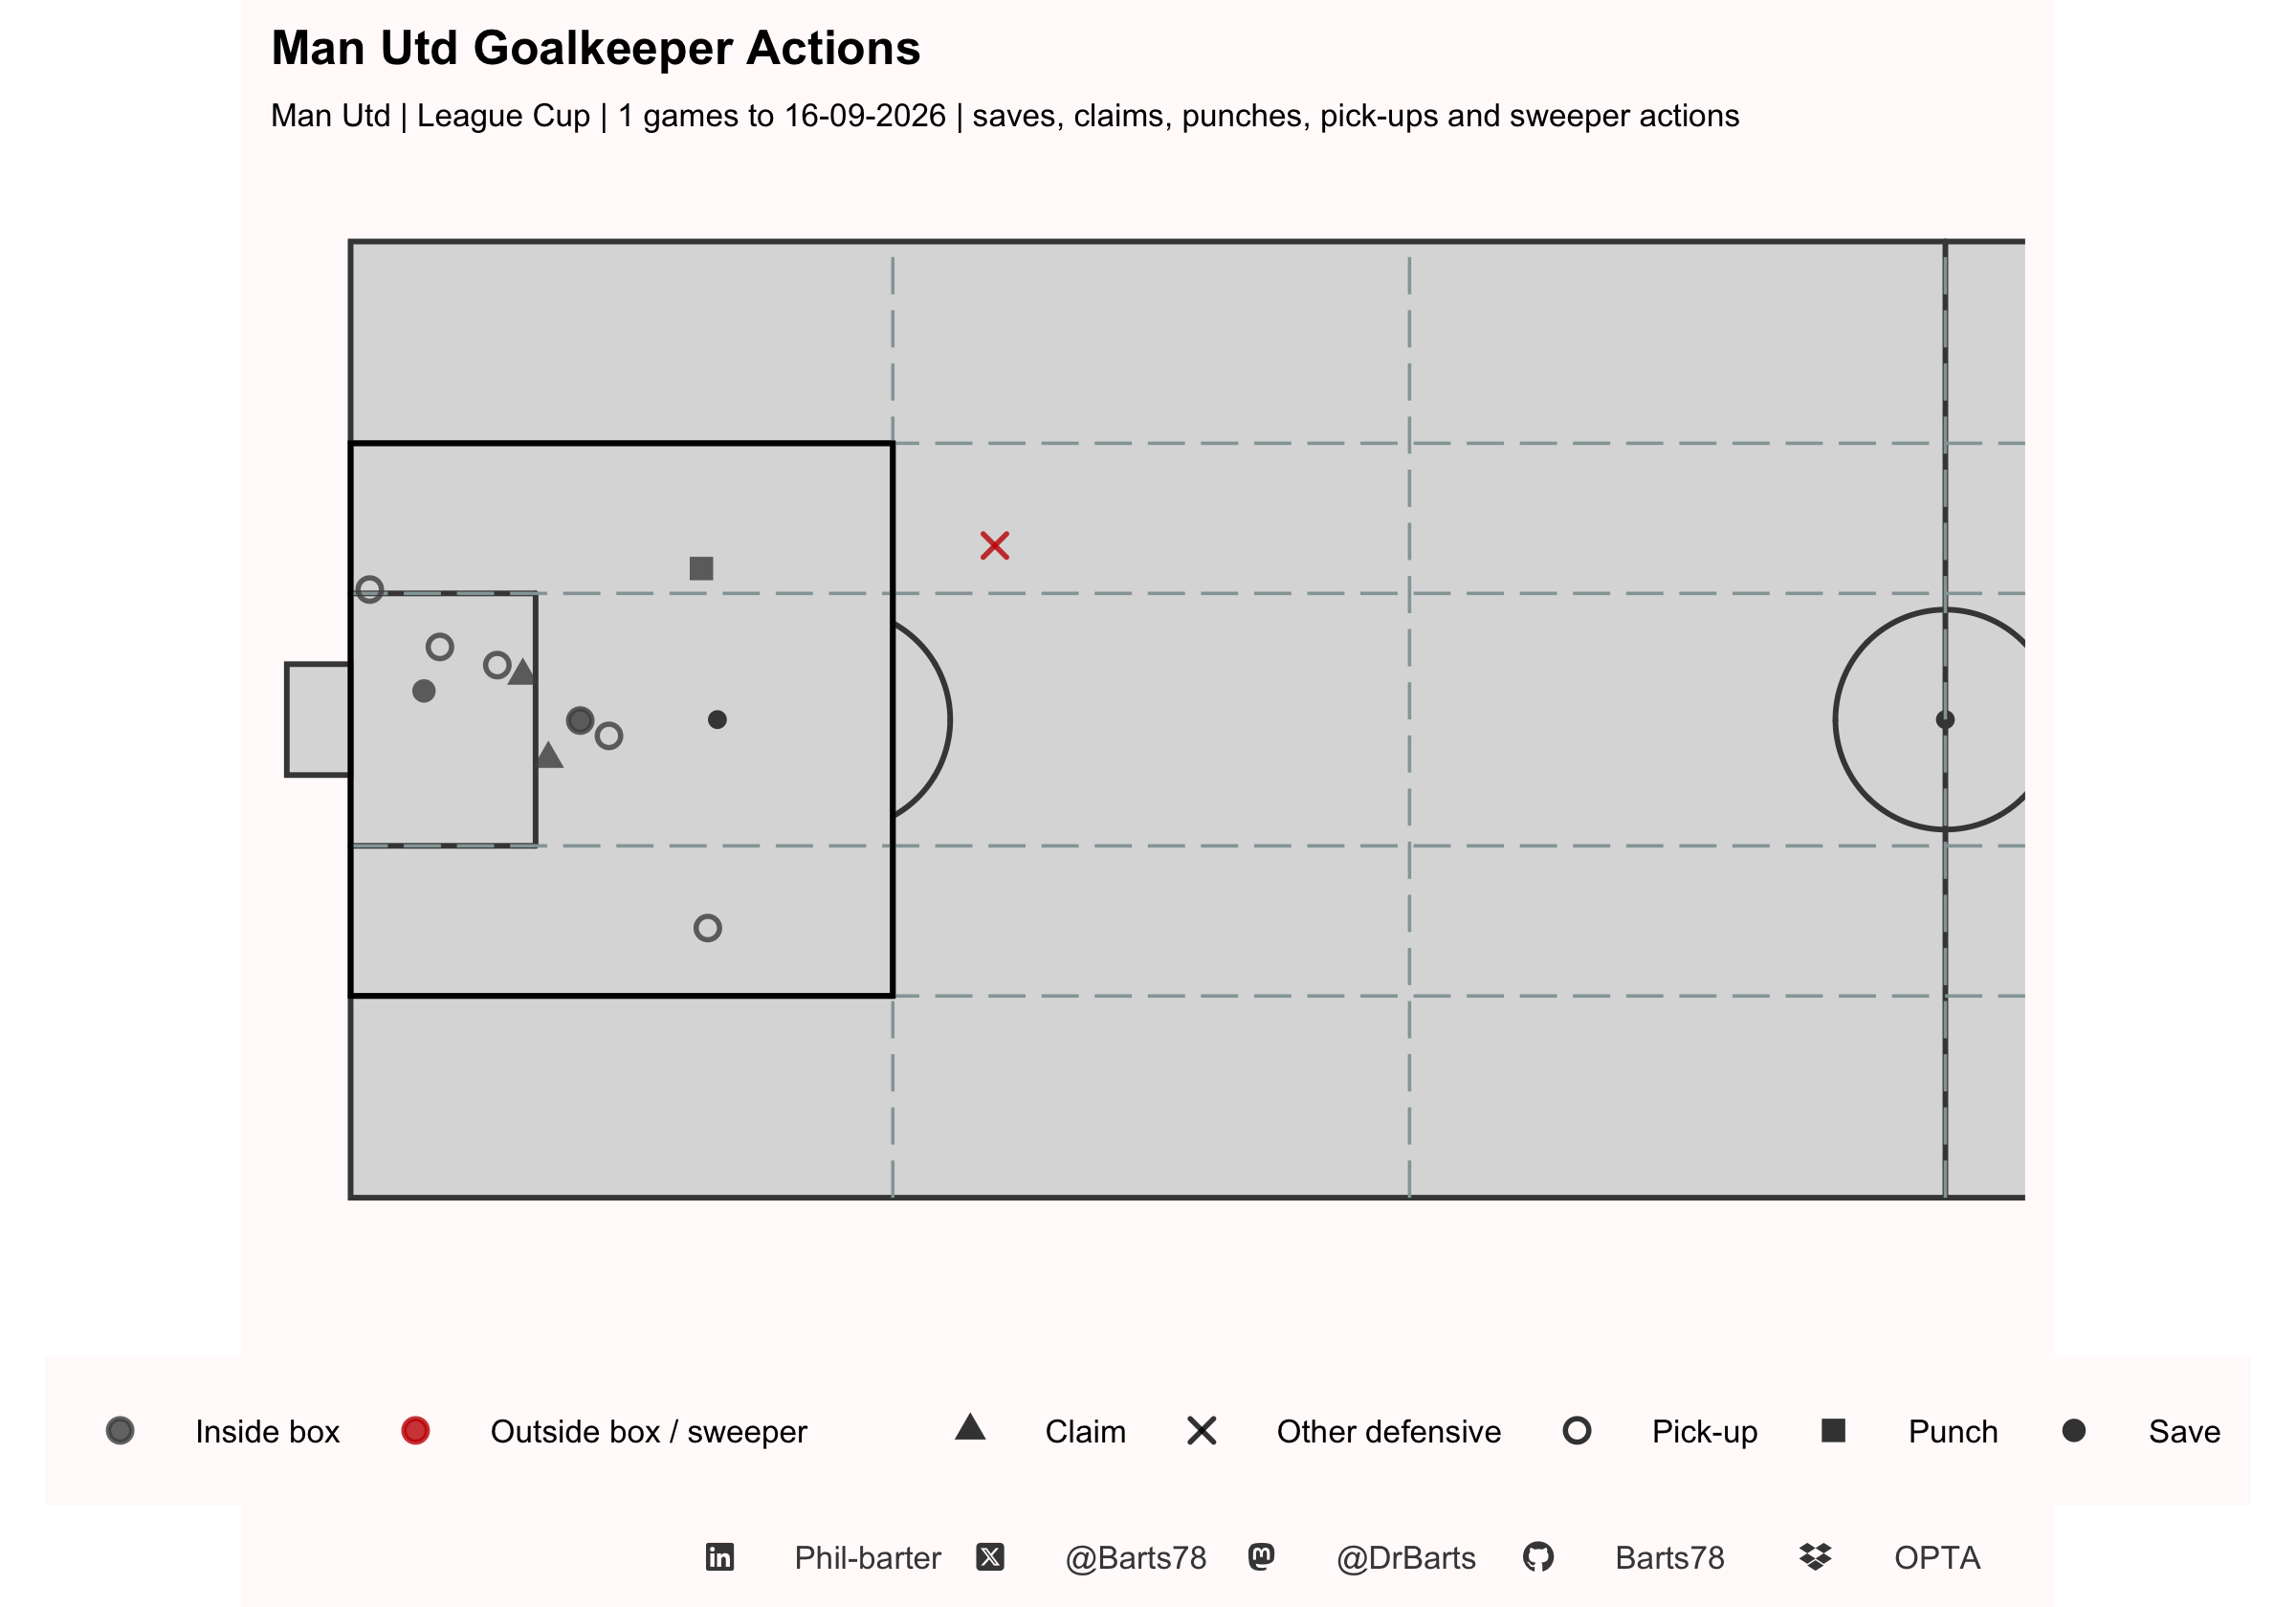 Man Utd Goalkeeper Actions
Man Utd | League Cup | 1 games to 16-09-2026 | saves, claims, punches, pick-ups and sweeper actions
Inside box Outside box / sweeper Claim Other defensive Pick-up Punch Save
Phil-barter @Barts78 @DrBarts Barts78 OPTA